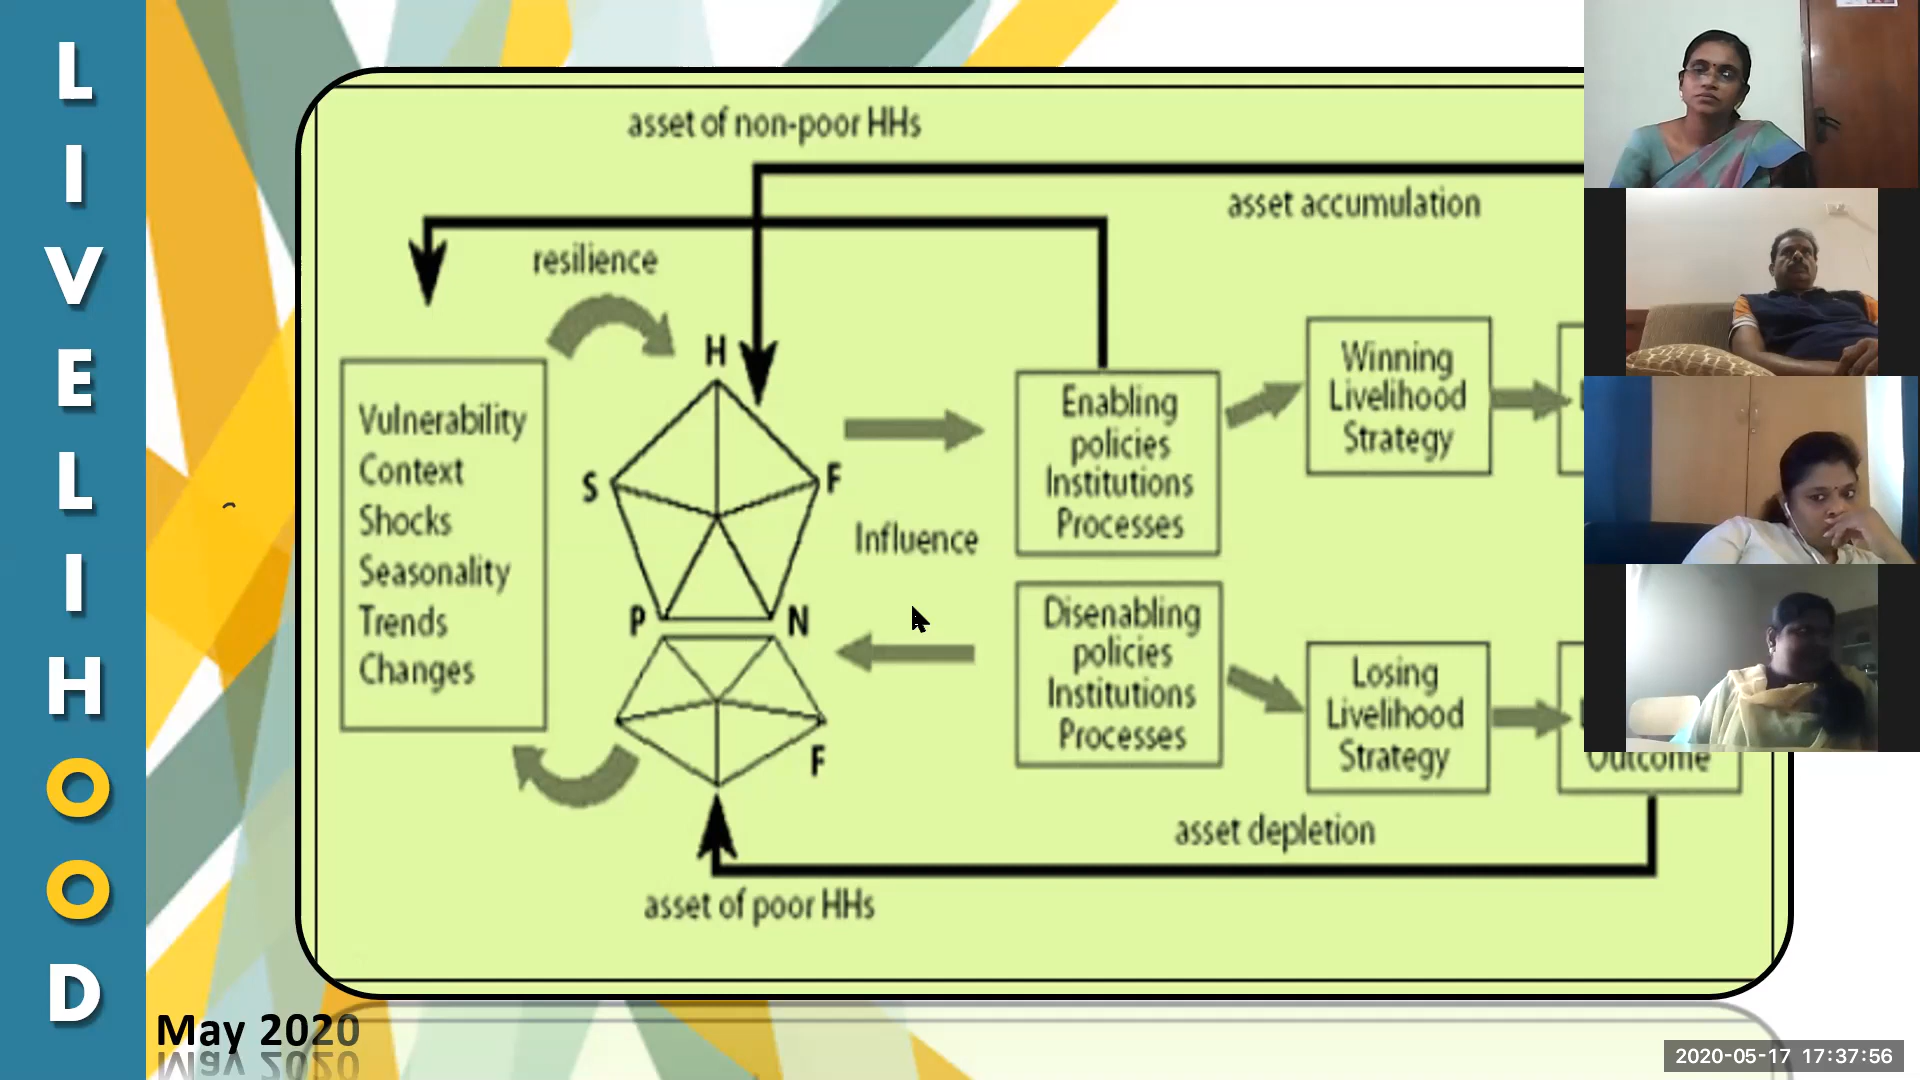 LIVELIHOOD
asset of non-poor HHs
asset accumulation
resilience
H
S
F
P
N
F
Vulnerability
Context
Shocks
Seasonality
Trends
Changes
Influence
Enabling
policies
Institutions
Processes
Winning
Livelihood
Strategy
Disenabling
policies
Institutions
Processes
Losing
Livelihood
Strategy
Outcome
asset depletion
asset of poor HHs
May 2020
2020-05-17 17:37:56